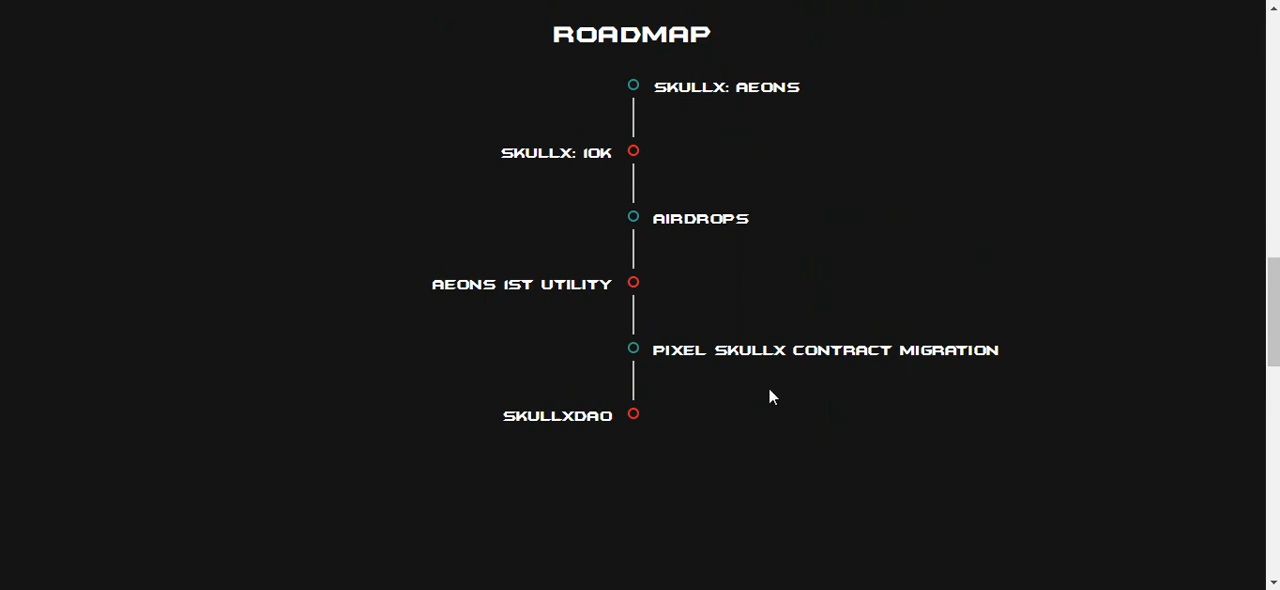 ROADMAP
SKULLX: AEONS
SKULLX: 10K
AIRDROPS
AEONS 1ST UTILITY
PIXEL SKULLX CONTRACT MIGRATION
SKULLXDAO